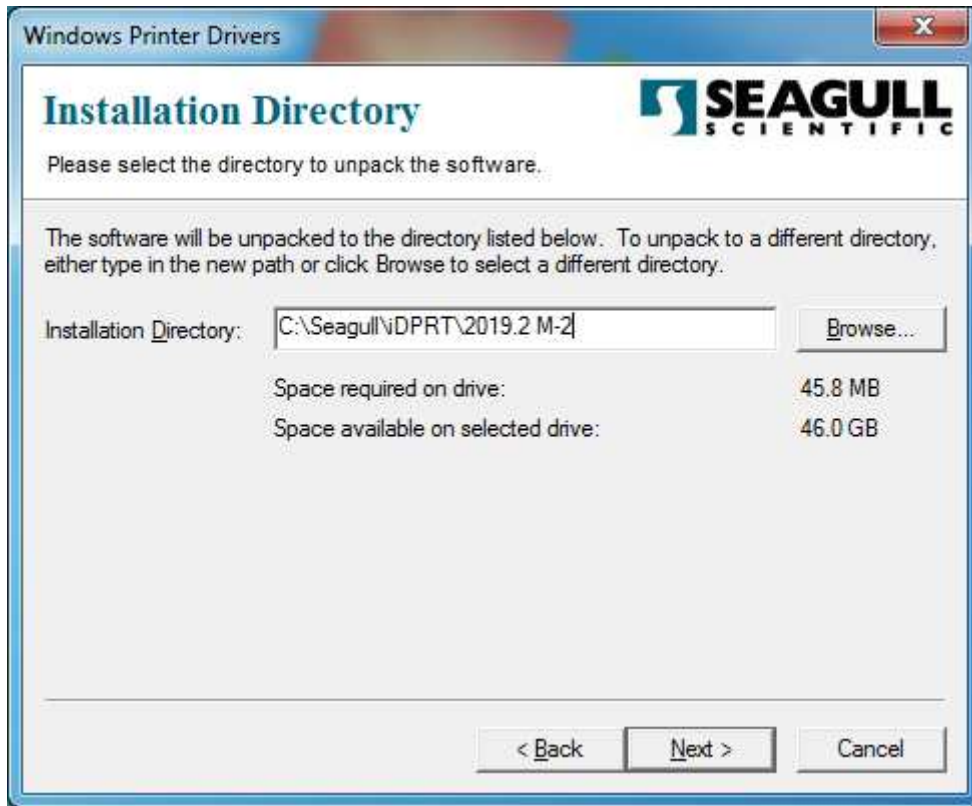 Windows Printer Drivers
Installation Directory
SEAGULL
SCIENTIFIC
Please select the directory to unpack the software.
The software will be unpacked to the directory listed below. To unpack to a different directory,
either type in the new path or click Browse to select a different directory.
Installation Directory: C:\Seagull\iDPRT\2019.2 M-2 Browse...
Space required on drive: 45.8 MB
Space available on selected drive: 46.0 GB
< Back Next > Cancel